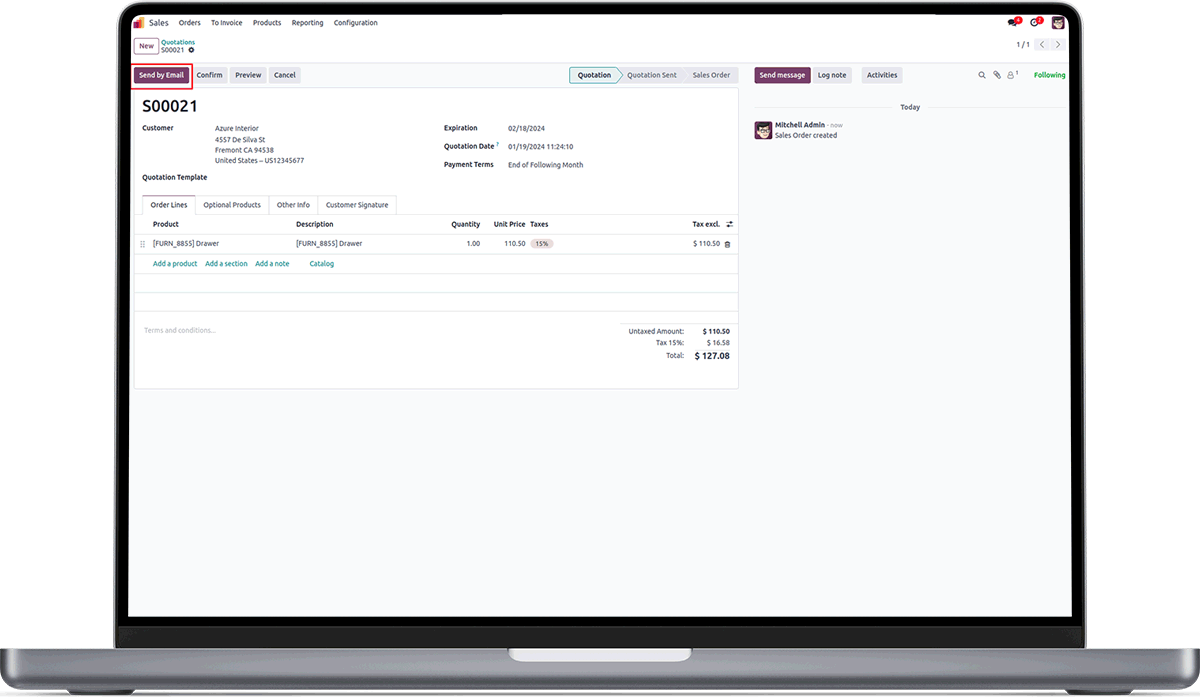 Sales Orders To Invoice Products Reporting Configuration 4 2
New Quotations
S00021
1 / 1
Send by Email Confirm Preview Cancel Quotation Quotation Sent Sales Order Send message Log note Activities 1 Following
S00021
Today
Customer Azure Interior Expiration 02/18/2024
4557 De Silva St
Fremont CA 94538
United States – US12345677
Quotation Date ? 01/19/2024 11:24:10
Payment Terms End of Following Month
Mitchell Admin - now
Sales Order created
Quotation Template
Order Lines Optional Products Other Info Customer Signature
Product Description Quantity Unit Price Taxes Tax excl.
[FURN_8855] Drawer [FURN_8855] Drawer 1.00 110.50 15% $ 110.50
Add a product Add a section Add a note Catalog
Terms and conditions...
Untaxed Amount: $ 110.50
Tax 15%: $ 16.58
Total: $ 127.08